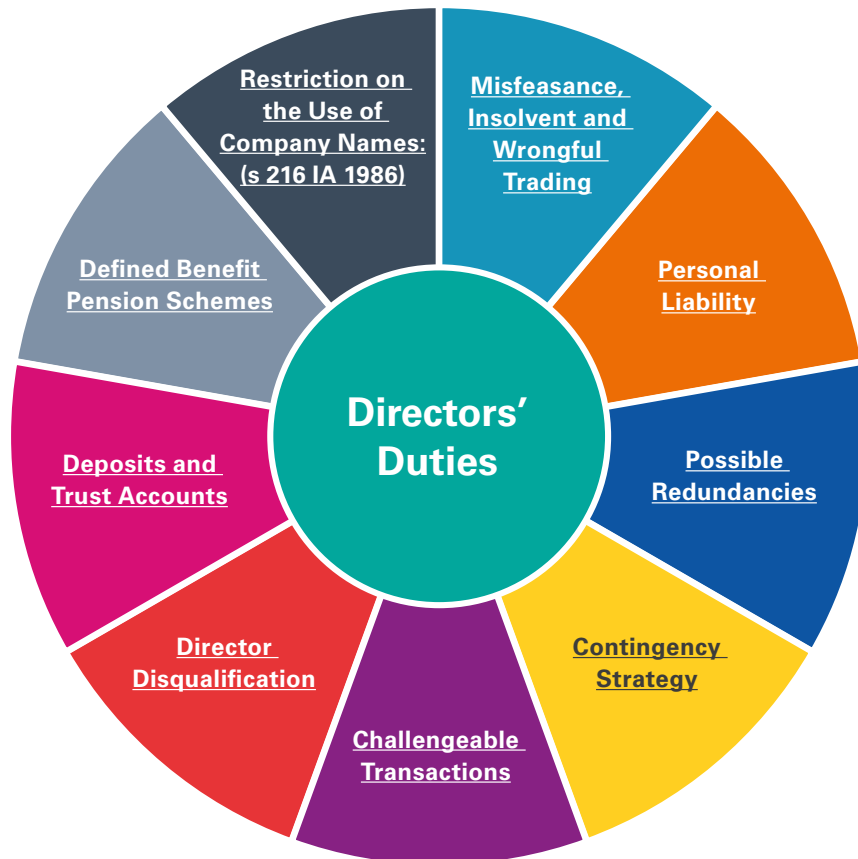 Restriction on
the Use of
Company Names:
(s 216 IA 1986)
Misfeasance,
Insolvent and
Wrongful
Trading
Personal
Liability
Possible
Redundancies
Contingency
Strategy
Challengeable
Transactions
Director
Disqualification
Deposits and
Trust Accounts
Defined Benefit
Pension Schemes
Directors’
Duties